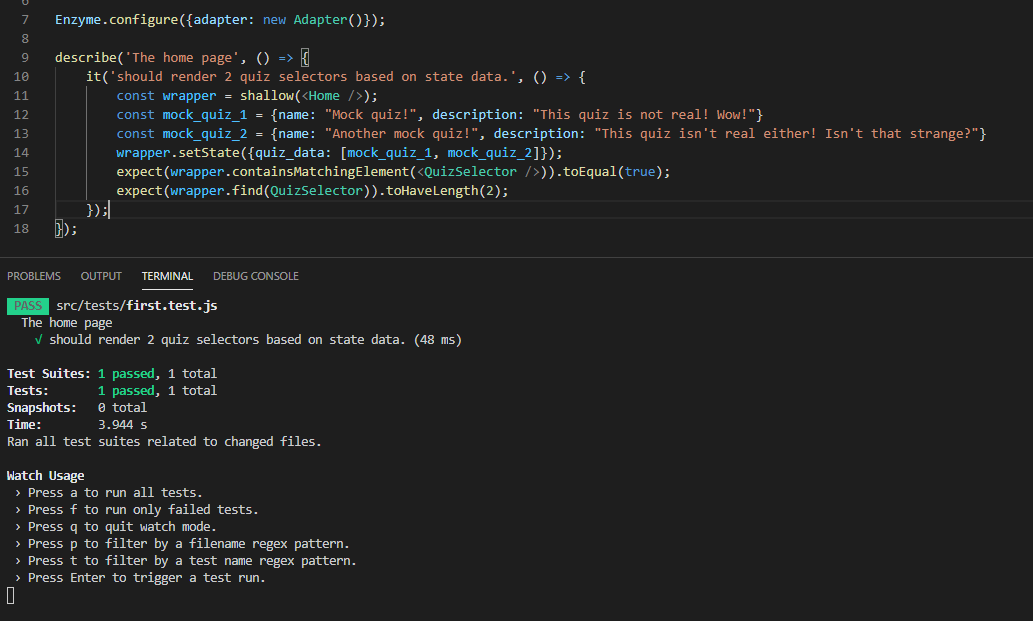 6
7 Enzyme.configure({adapter: new Adapter()});
8
9 describe('The home page', () => {
10 it('should render 2 quiz selectors based on state data.', () => {
11 const wrapper = shallow(<Home />);
12 const mock_quiz_1 = {name: "Mock quiz!", description: "This quiz is not real! Wow!"}
13 const mock_quiz_2 = {name: "Another mock quiz!", description: "This quiz isn't real either! Isn't that strange?"}
14 wrapper.setState({quiz_data: [mock_quiz_1, mock_quiz_2]});
15 expect(wrapper.containsMatchingElement(<QuizSelector />)).toEqual(true);
16 expect(wrapper.find(QuizSelector)).toHaveLength(2);
17 });
18 });
PROBLEMS OUTPUT TERMINAL DEBUG CONSOLE
PASS src/tests/first.test.js
The home page
√ should render 2 quiz selectors based on state data. (48 ms)
Test Suites: 1 passed, 1 total
Tests: 1 passed, 1 total
Snapshots: 0 total
Time: 3.944 s
Ran all test suites related to changed files.
Watch Usage
› Press a to run all tests.
› Press f to run only failed tests.
› Press q to quit watch mode.
› Press p to filter by a filename regex pattern.
› Press t to filter by a test name regex pattern.
› Press Enter to trigger a test run.